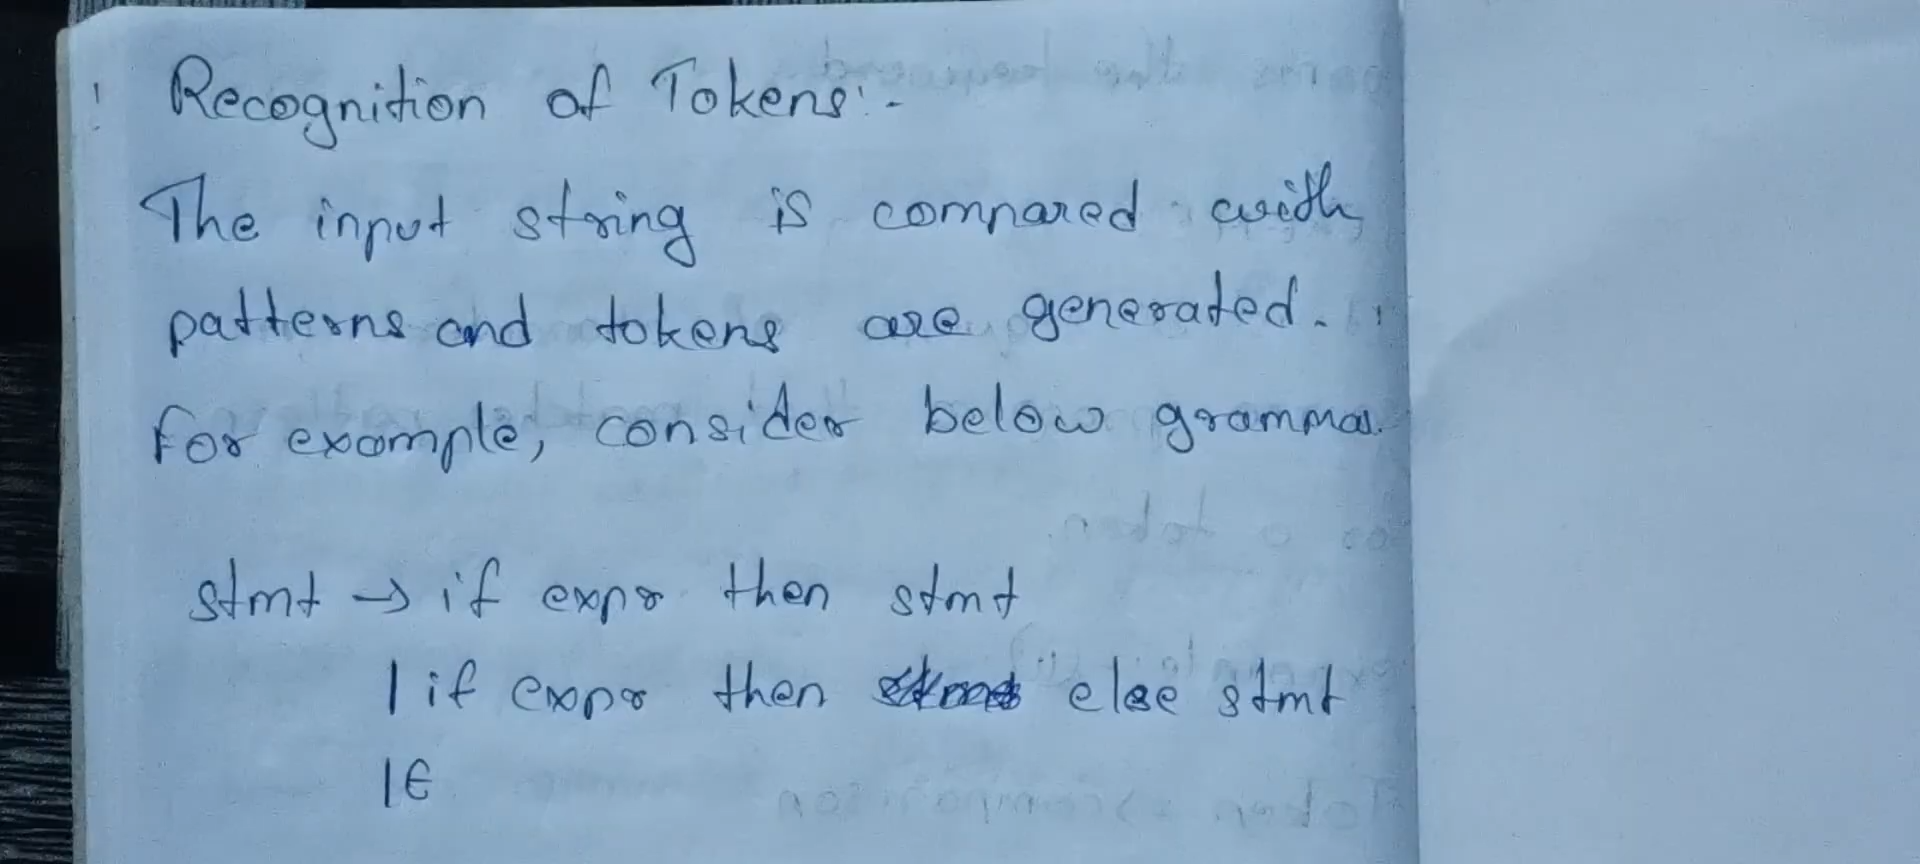 Recognition of Tokens:-
The input string is compared with
patterns and tokens are generated.
For example, consider below grammar.
stmt → if expr then stmt
| if expr then stmt else stmt
| ϵ